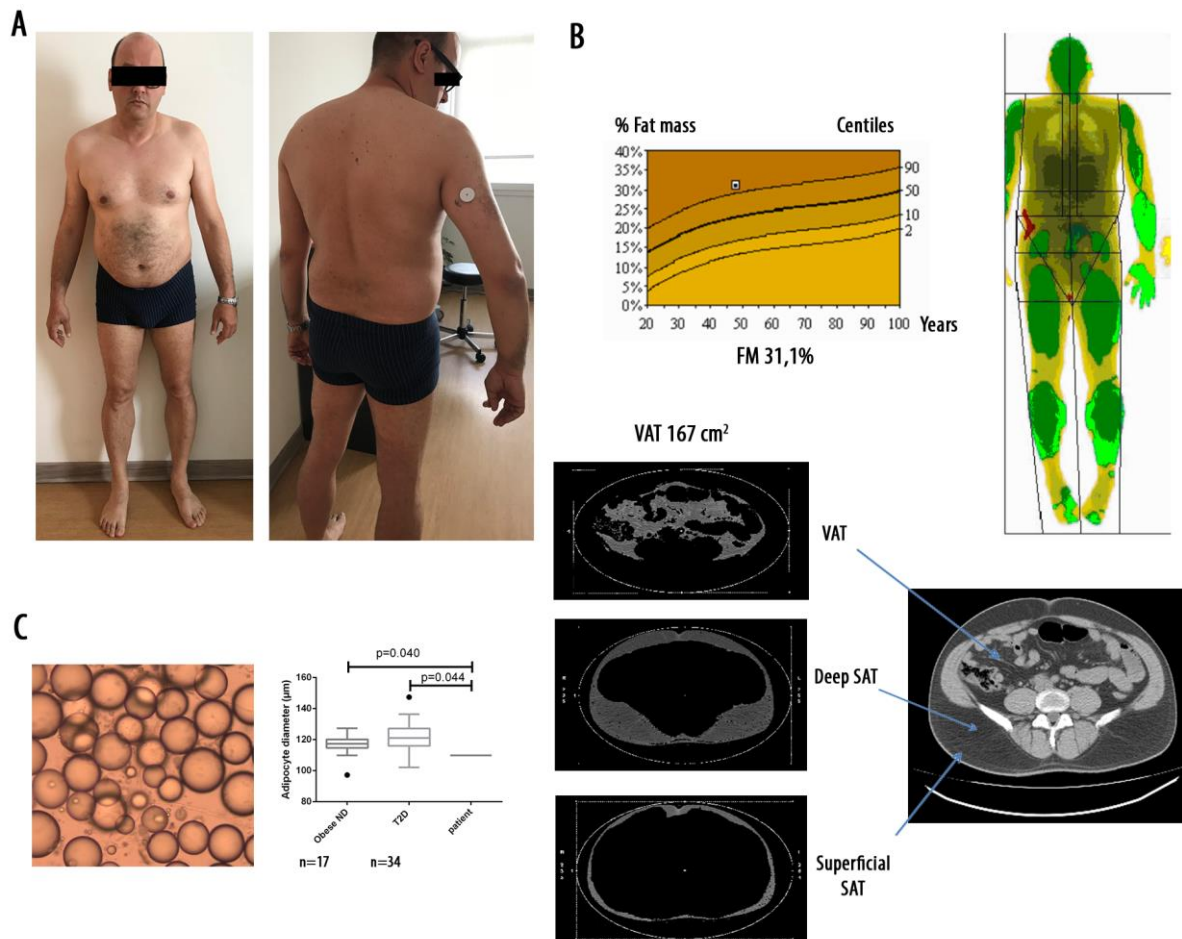 A
B
% Fat mass
Centiles
40%
35%
30%
25%
20%
15%
10%
5%
0%
90
50
10
2
20
30
40
50
60
70
80
90
100
Years
FM 31,1%
VAT 167 cm²
VAT
Deep SAT
Superficial
SAT
C
p=0.040
p=0.044
Adipocyte diameter (μm)
140
120
100
80
Obese ND
T2D
patient
n=17
n=34